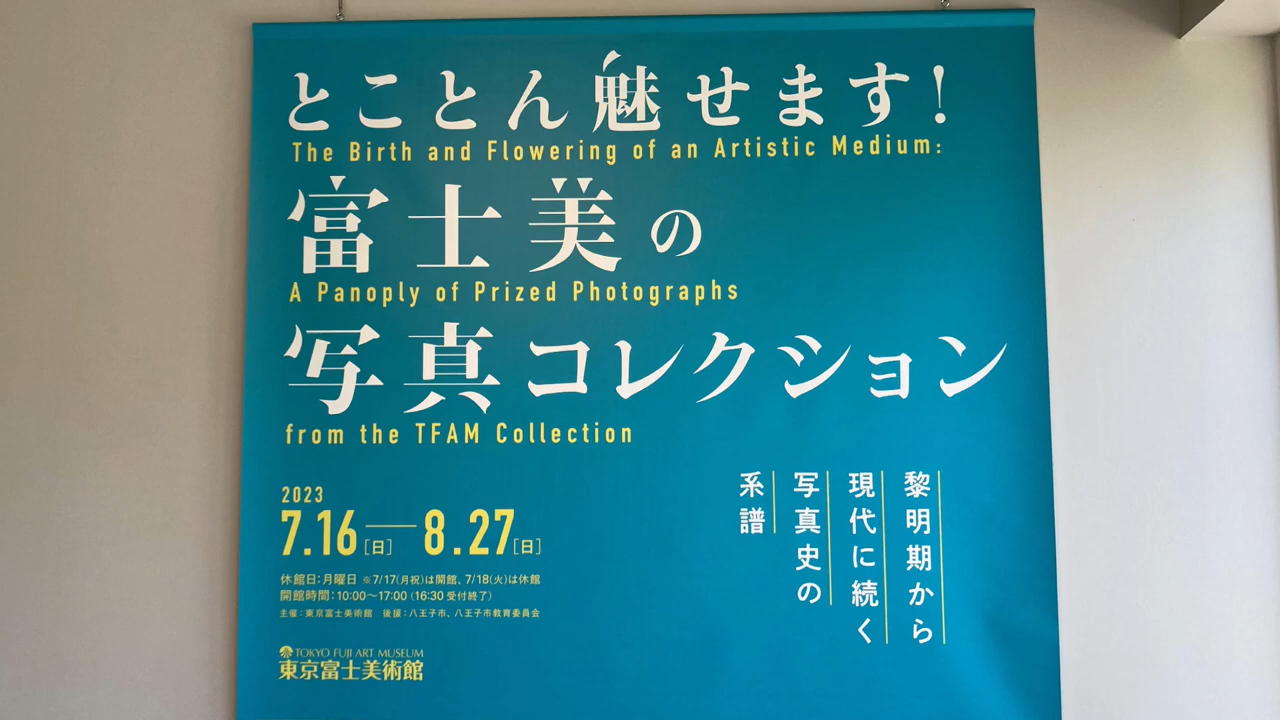 とことん魅せます!
The Birth and Flowering of an Artistic Medium:
富士美の
A Panoply of Prized Photographs
写真コレクション
from the TFAM Collection
黎明期から
現代に続く
写真史の
系譜
2023
7.16[日]—8.27[日]
休館日:月曜日 ※7/17(月祝)は開館、7/18(火)は休館
開館時間:10:00〜17:00(16:30 受付終了)
主催:東京富士美術館 後援:八王子市、八王子市教育委員会
TOKYO FUJI ART MUSEUM
東京富士美術館